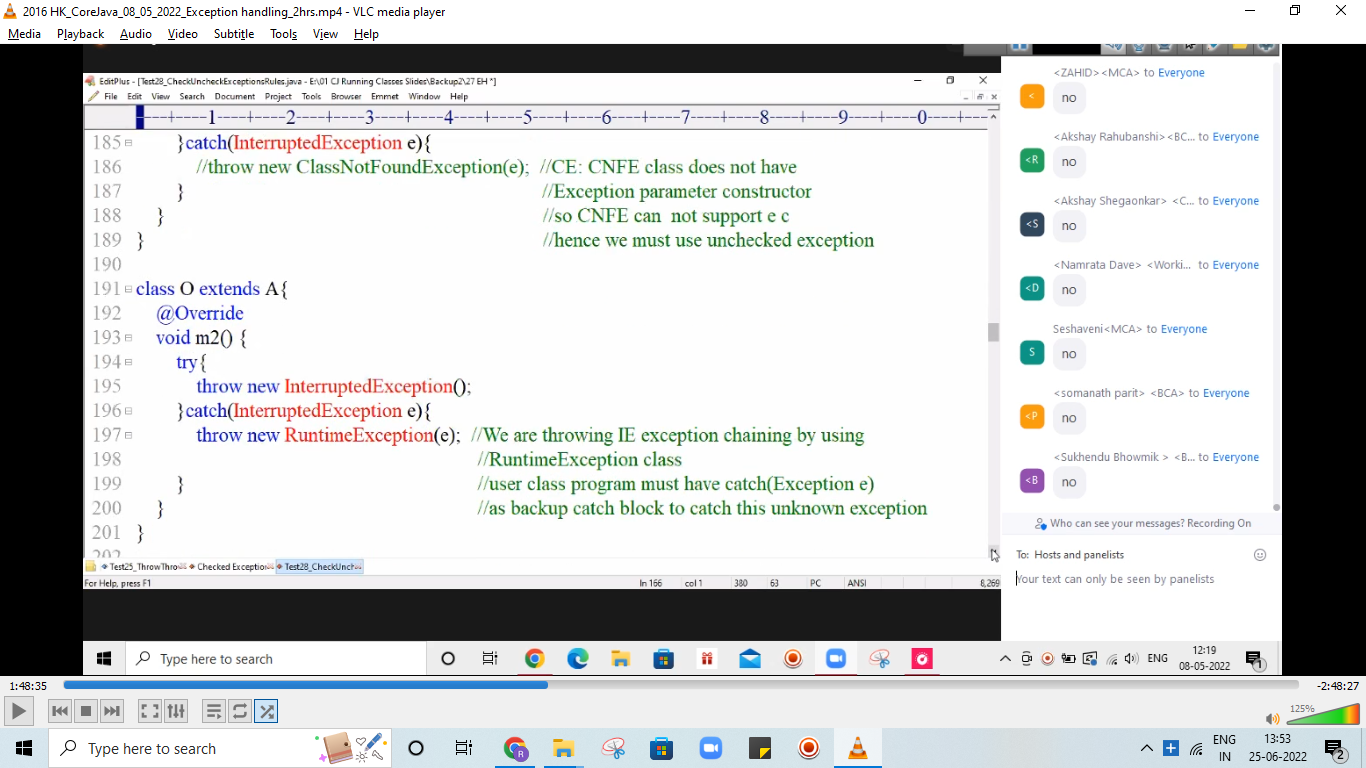 2016 HK_CoreJava_08_05_2022_Exception handling_2hrs.mp4 - VLC media player
Media Playback Audio Video Subtitle Tools View Help
EditPlus - [Test28_CheckUncheckExceptionsRules.java - E:\01 CJ Running Classes Slides\Backup2\27 EH *]
File Edit View Search Document Project Tools Browser Emmet Window Help
----+----1----+----2----+----3----+----4----+----5----+----6----+----7----+----8----+----9----+----0----+----
185 }catch(InterruptedException e){
186 //throw new ClassNotFoundException(e); //CE: CNFE class does not have
187 } //Exception parameter constructor
188 } //so CNFE can not support e c
189 } //hence we must use unchecked exception
190
191 class O extends A{
192 @Override
193 void m2() {
194 try{
195 throw new InterruptedException();
196 }catch(InterruptedException e){
197 throw new RuntimeException(e); //We are throwing IE exception chaining by using
198 //RuntimeException class
199 } //user class program must have catch(Exception e)
200 } //as backup catch block to catch this unknown exception
201 }
202
Test25_ThrowThro Checked Exception Test28_CheckUnch
For Help, press F1 ln 166 col 1 380 63 PC ANSI 8,269
<ZAHID><MCA> to Everyone
<
no
<Akshay Rahubanshi><BC... to Everyone
<R
no
<Akshay Shegaonkar> <C... to Everyone
<S
no
<Namrata Dave> <Worki... to Everyone
<D
no
Seshaveni<MCA> to Everyone
S
no
<somanath parit> <BCA> to Everyone
<P
no
<Sukhendu Bhowmik > <B... to Everyone
<B
no
Who can see your messages? Recording On
To: Hosts and panelists
Your text can only be seen by panelists
Type here to search
ENG
12:19
08-05-2022
1
1:48:35
-2:48:27
125%
Type here to search
R
ENG
IN
13:53
25-06-2022
2